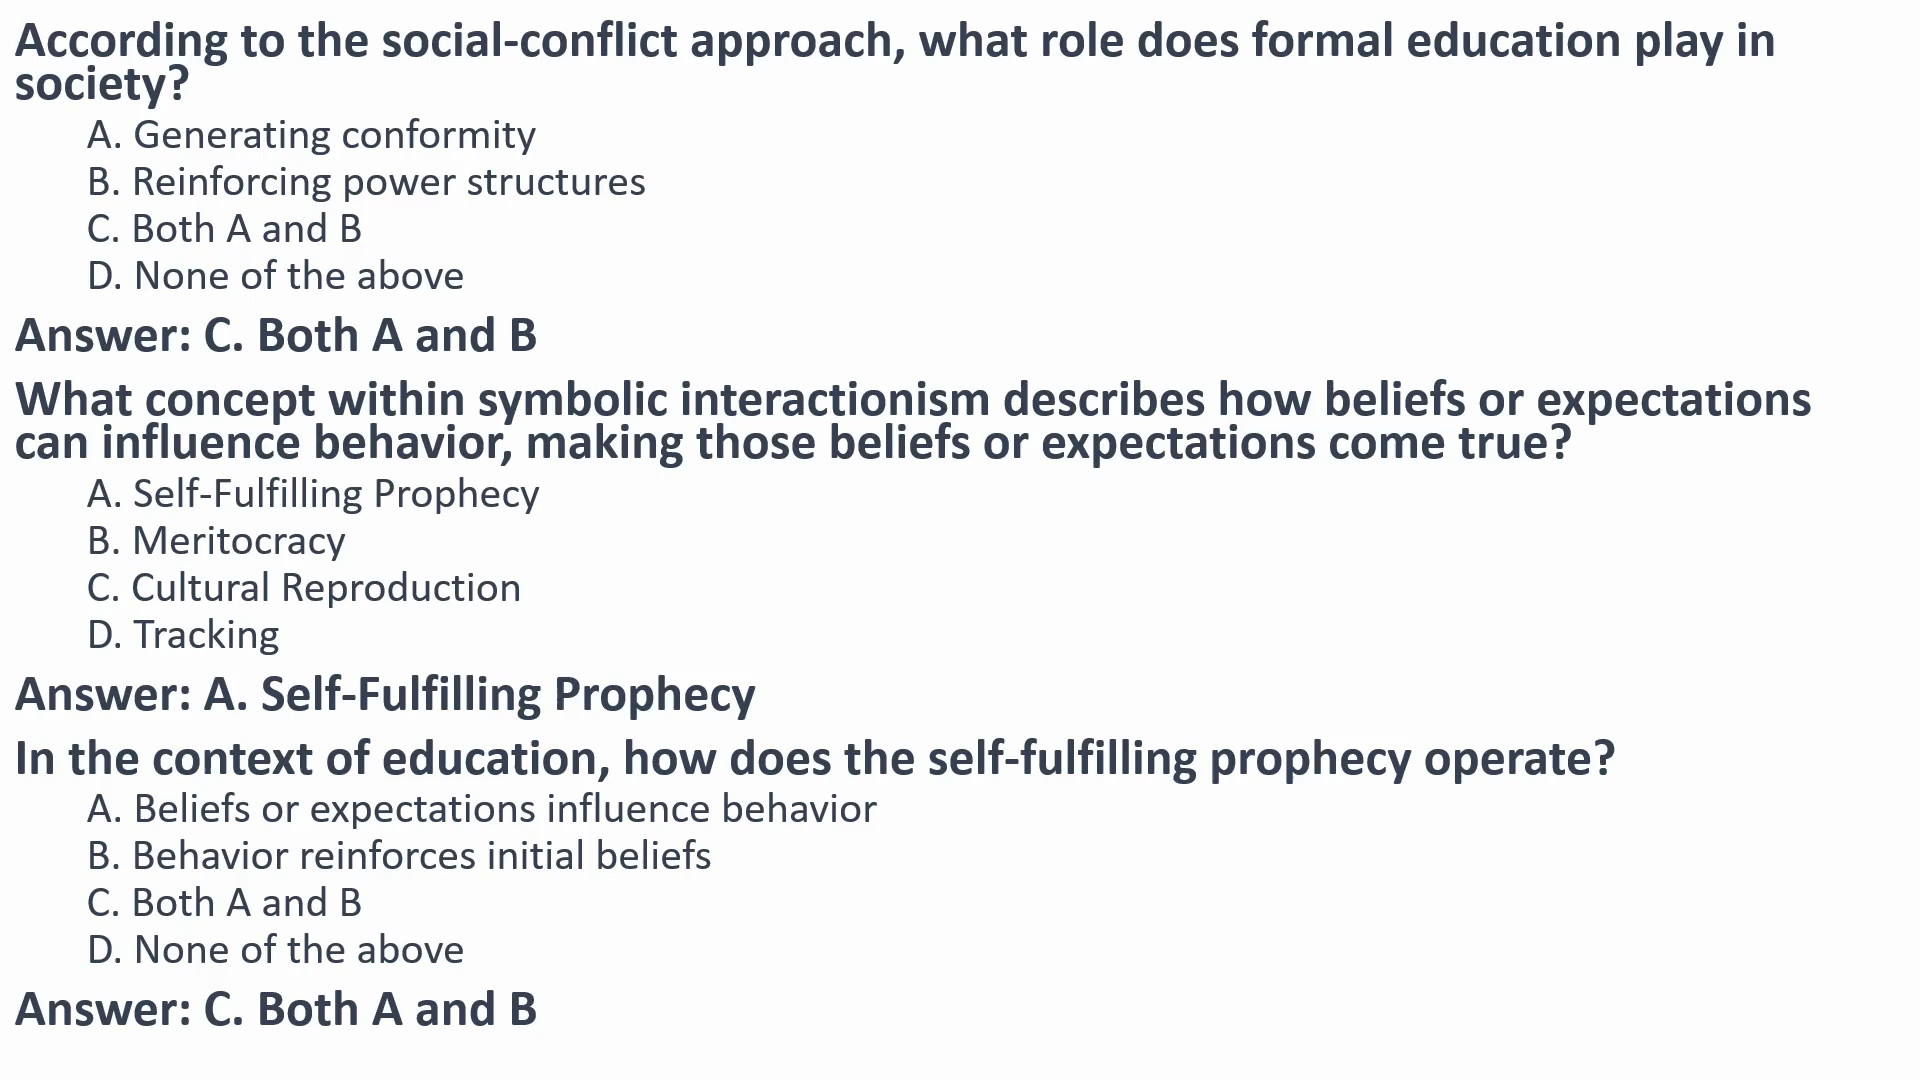 According to the social-conflict approach, what role does formal education play in
society?
A. Generating conformity
B. Reinforcing power structures
C. Both A and B
D. None of the above
Answer: C. Both A and B
What concept within symbolic interactionism describes how beliefs or expectations
can influence behavior, making those beliefs or expectations come true?
A. Self-Fulfilling Prophecy
B. Meritocracy
C. Cultural Reproduction
D. Tracking
Answer: A. Self-Fulfilling Prophecy
In the context of education, how does the self-fulfilling prophecy operate?
A. Beliefs or expectations influence behavior
B. Behavior reinforces initial beliefs
C. Both A and B
D. None of the above
Answer: C. Both A and B